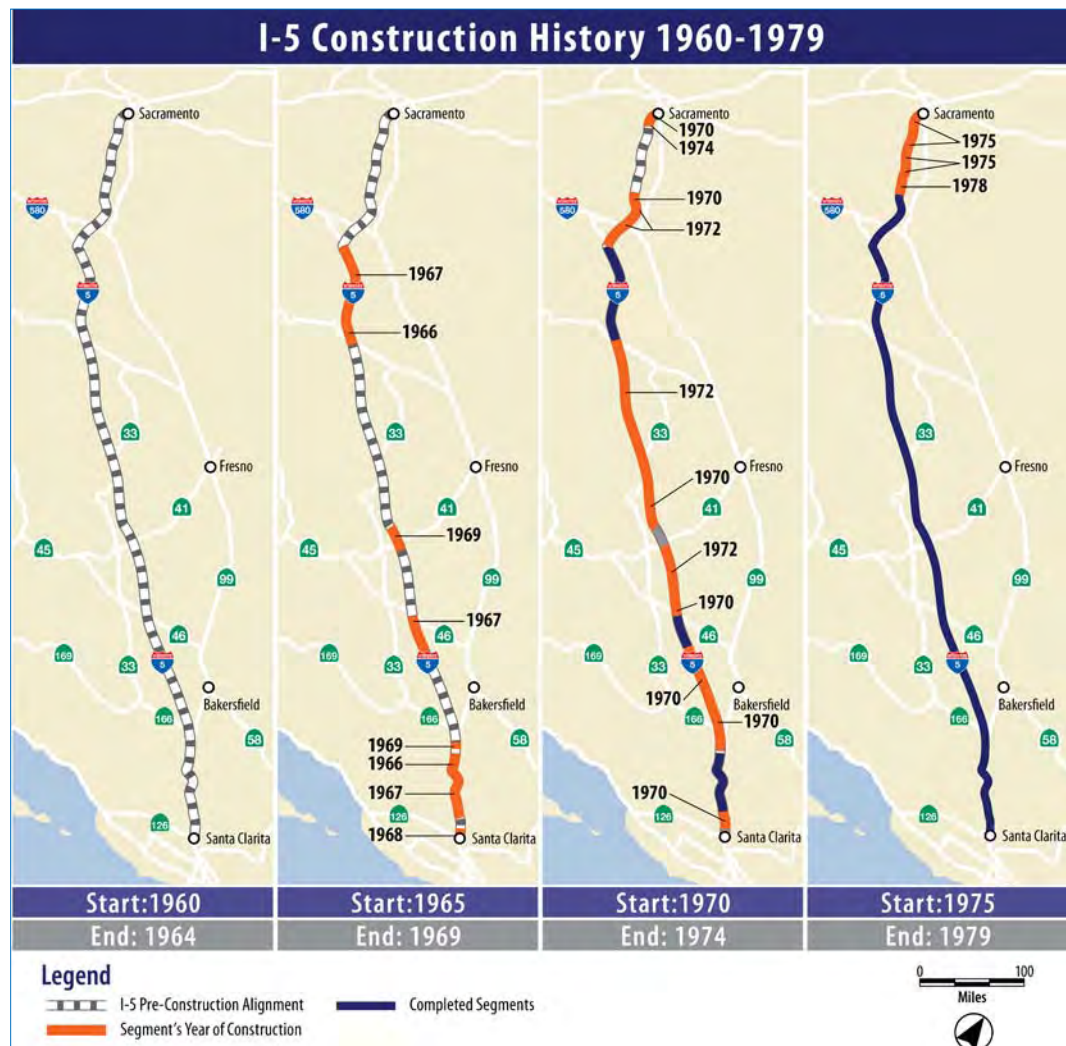 I-5 Construction History 1960-1979
Sacramento
580
5
33
Fresno
41
45
99
46
169
33
5
Bakersfield
166
58
126
Santa Clarita
Start:1960
End: 1964
Sacramento
580
1967
5
1966
33
Fresno
41
1969
45
99
1967
46
169
33
5
Bakersfield
166
58
1969
1966
1967
126
1968
Santa Clarita
Start:1965
End: 1969
Sacramento
1970
1974
1970
580
1972
5
1972
33
Fresno
1970
41
45
1972
99
1970
46
169
33
5
1970
Bakersfield
166
1970
58
1970
126
Santa Clarita
Start:1970
End: 1974
Sacramento
1975
1975
1978
580
5
33
Fresno
41
45
99
46
169
33
5
Bakersfield
166
58
126
Santa Clarita
Start:1975
End: 1979
Legend
I-5 Pre-Construction Alignment
Segment's Year of Construction
Completed Segments
0 100
Miles